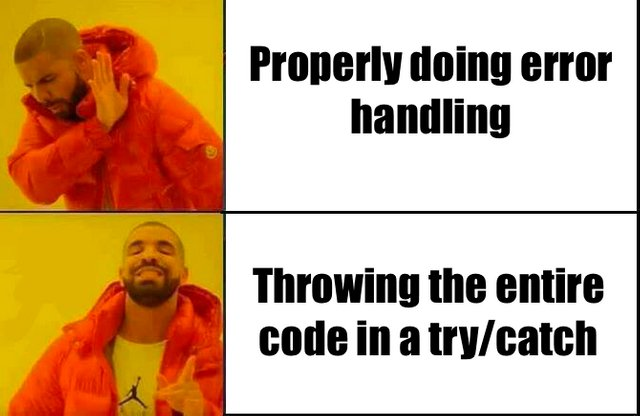 Properly doing error
handling
Throwing the entire
code in a try/catch